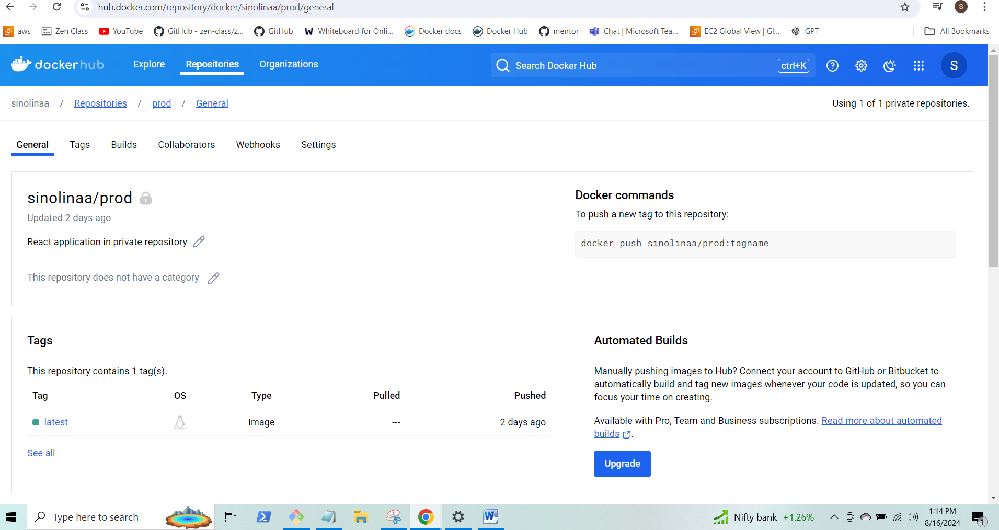 hub.docker.com/repository/docker/sinolinaa/prod/general
S
aws Zen Class YouTube GitHub - zen-class/z... GitHub Whiteboard for Onli... Docker docs Docker Hub mentor Chat | Microsoft Tea... EC2 Global View | Gl... GPT All Bookmarks
docker hub Explore Repositories Organizations Search Docker Hub ctrl+K S
sinolinaa / Repositories / prod / General Using 1 of 1 private repositories.
General Tags Builds Collaborators Webhooks Settings
sinolinaa/prod
Updated 2 days ago
React application in private repository
This repository does not have a category
Docker commands
To push a new tag to this repository:
docker push sinolinaa/prod:tagname
Tags
This repository contains 1 tag(s).
Tag OS Type Pulled Pushed
latest Image --- 2 days ago
See all
Automated Builds
Manually pushing images to Hub? Connect your account to GitHub or Bitbucket to
automatically build and tag new images whenever your code is updated, so you can
focus your time on creating.
Available with Pro, Team and Business subscriptions. Read more about automated
builds .
Upgrade
Type here to search
Nifty bank +1.26%
1:14 PM
8/16/2024
1